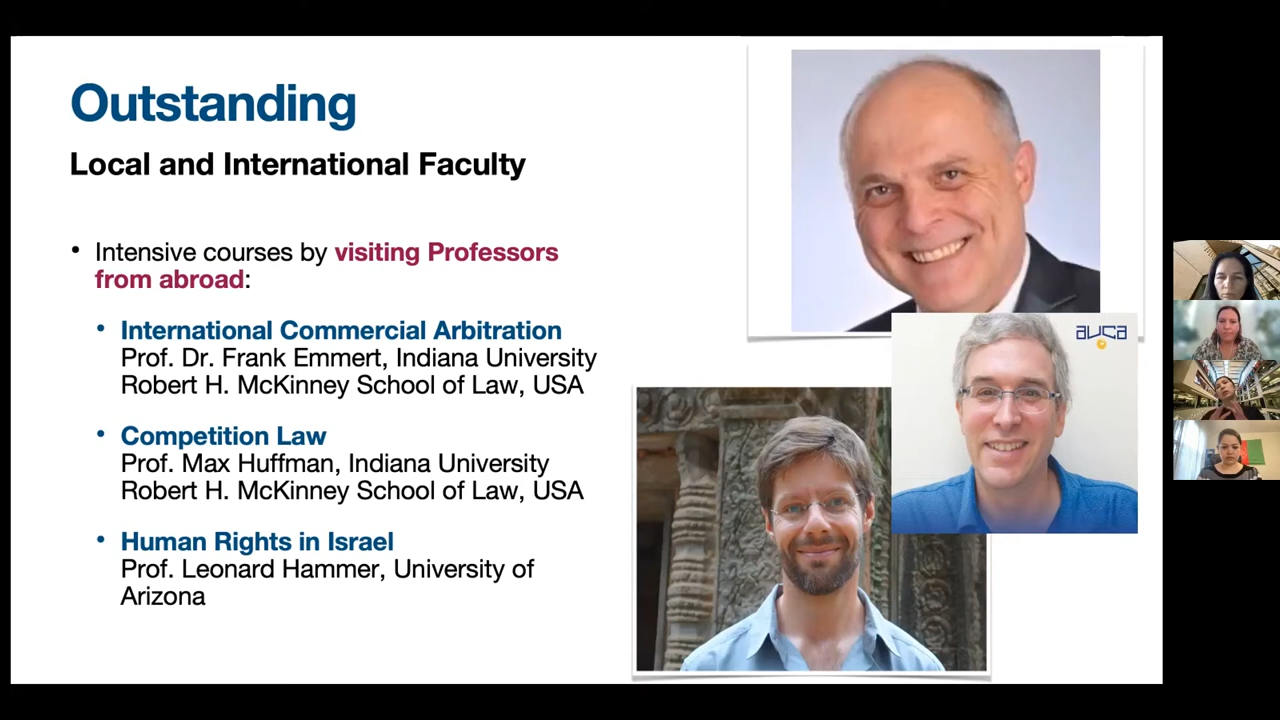 Outstanding
Local and International Faculty
• Intensive courses by visiting Professors
from abroad:
• International Commercial Arbitration
Prof. Dr. Frank Emmert, Indiana University
Robert H. McKinney School of Law, USA
• Competition Law
Prof. Max Huffman, Indiana University
Robert H. McKinney School of Law, USA
• Human Rights in Israel
Prof. Leonard Hammer, University of
Arizona
auca